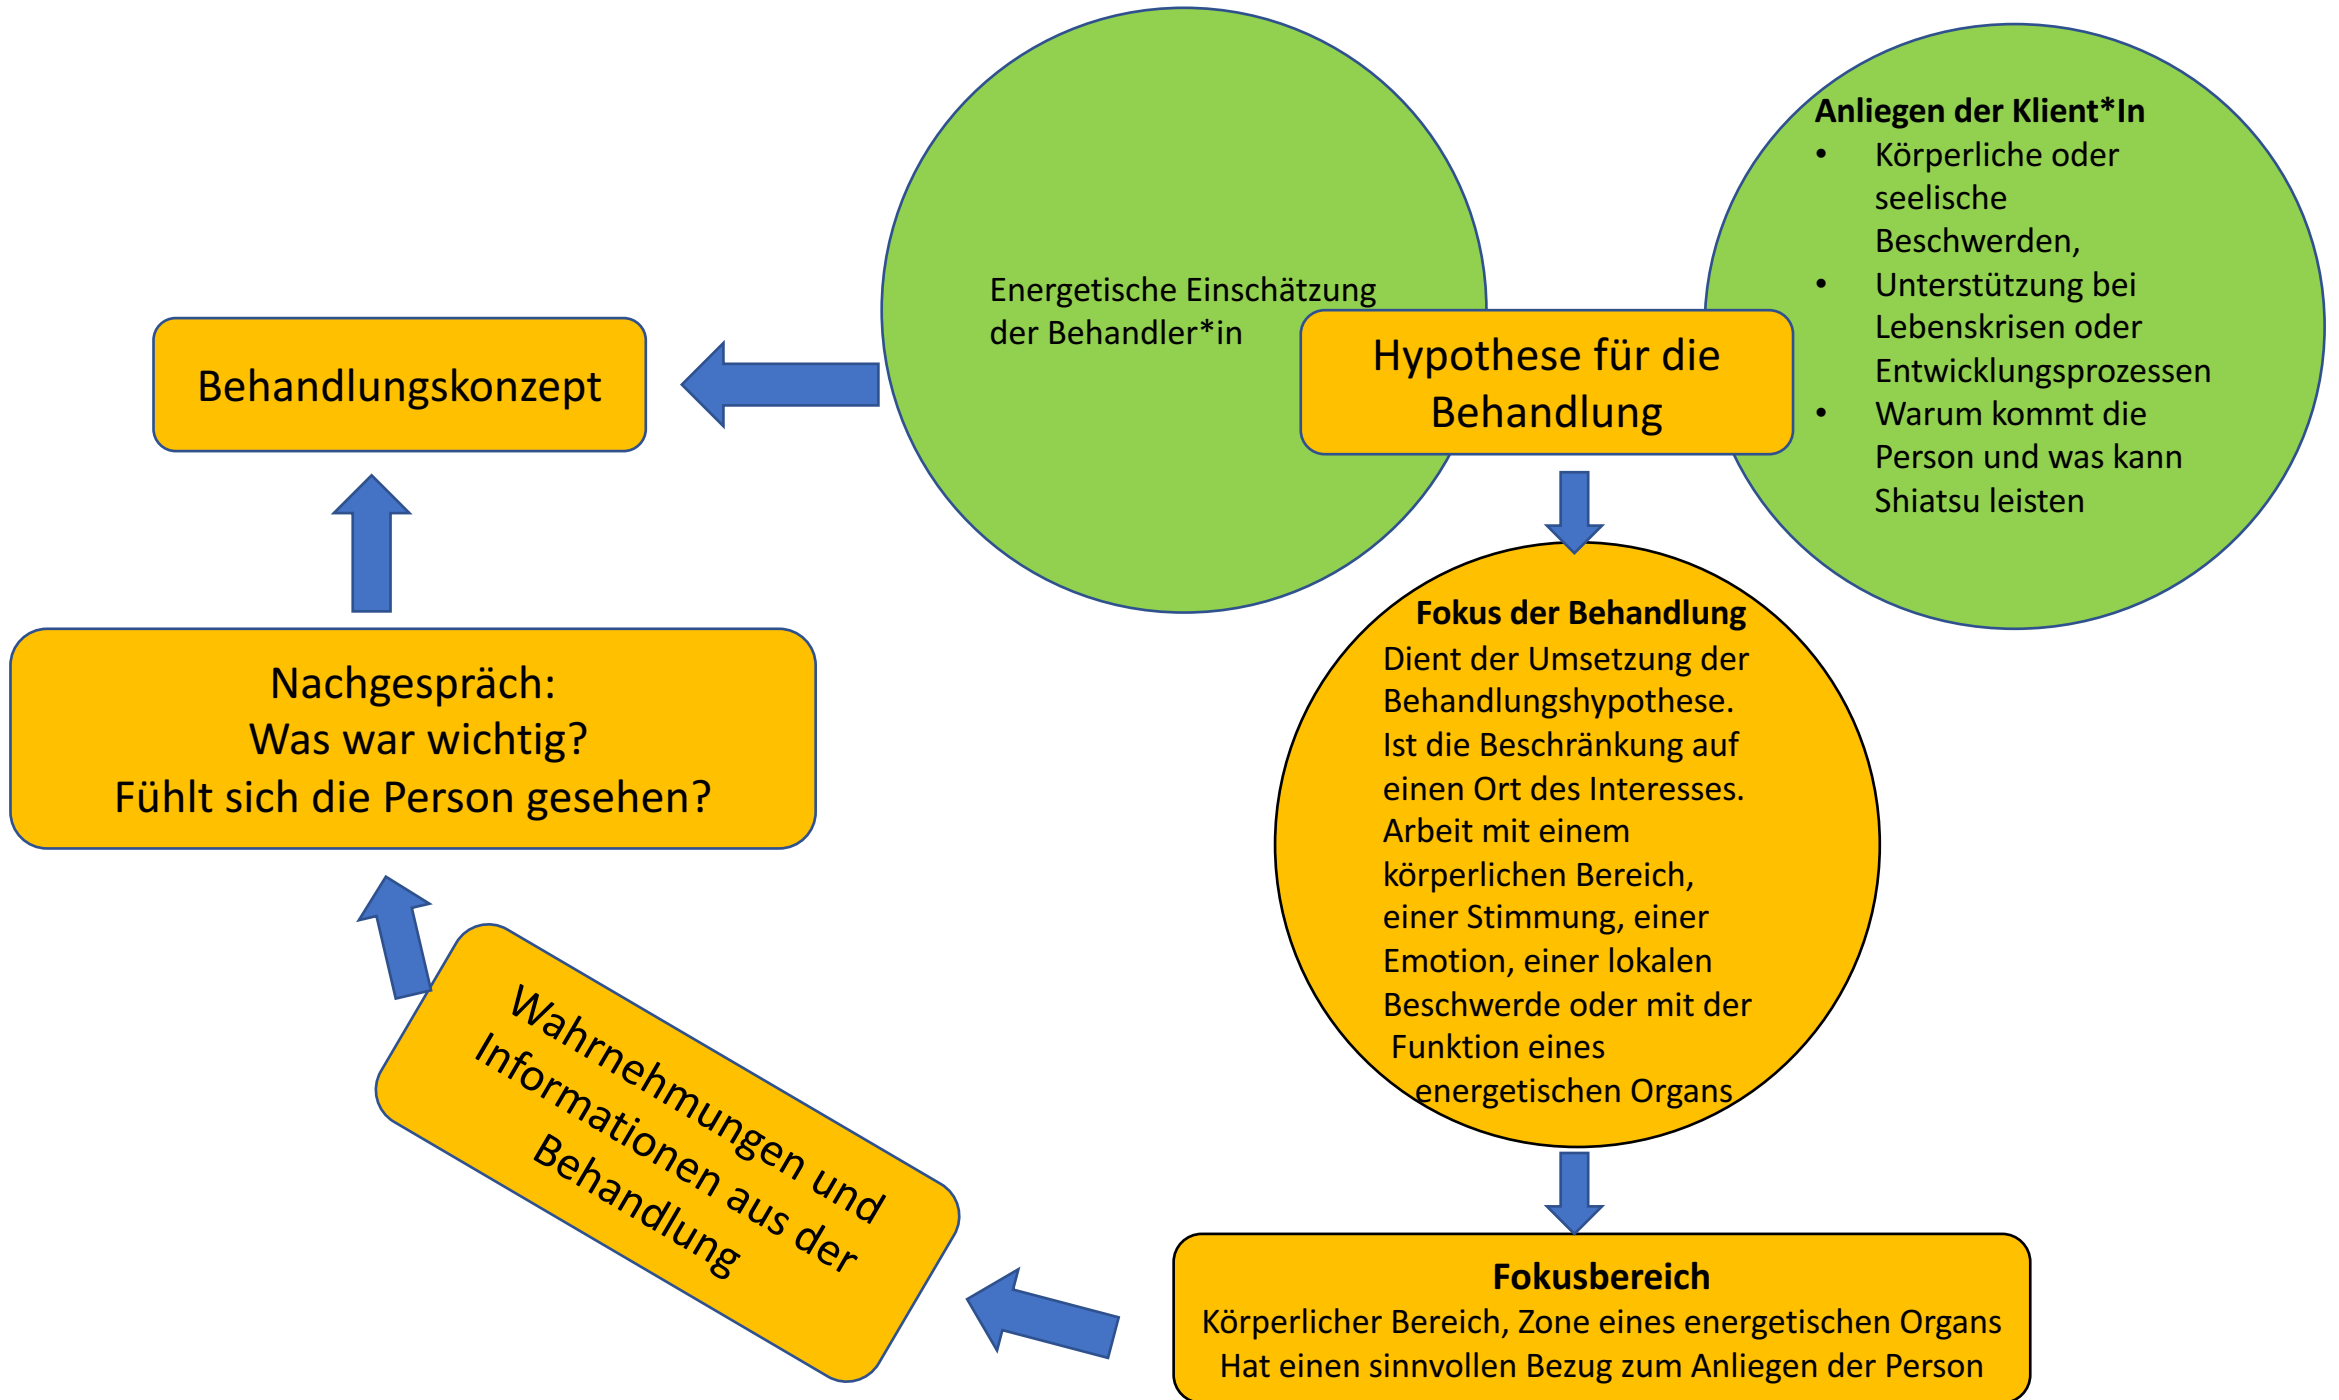 Anliegen der Klient*In
• Körperliche oder
seelische
Beschwerden,
• Unterstützung bei
Lebenskrisen oder
Entwicklungsprozessen
• Warum kommt die
Person und was kann
Shiatsu leisten
Energetische Einschätzung
der Behandler*in
Hypothese für die
Behandlung
Behandlungskonzept
Fokus der Behandlung
Dient der Umsetzung der
Behandlungshypothese.
Ist die Beschränkung auf
einen Ort des Interesses.
Arbeit mit einem
körperlichen Bereich,
einer Stimmung, einer
Emotion, einer lokalen
Beschwerde oder mit der
Funktion eines
energetischen Organs
Nachgespräch:
Was war wichtig?
Fühlt sich die Person gesehen?
Wahrnehmungen und
Informationen aus der
Behandlung
Fokusbereich
Körperlicher Bereich, Zone eines energetischen Organs
Hat einen sinnvollen Bezug zum Anliegen der Person